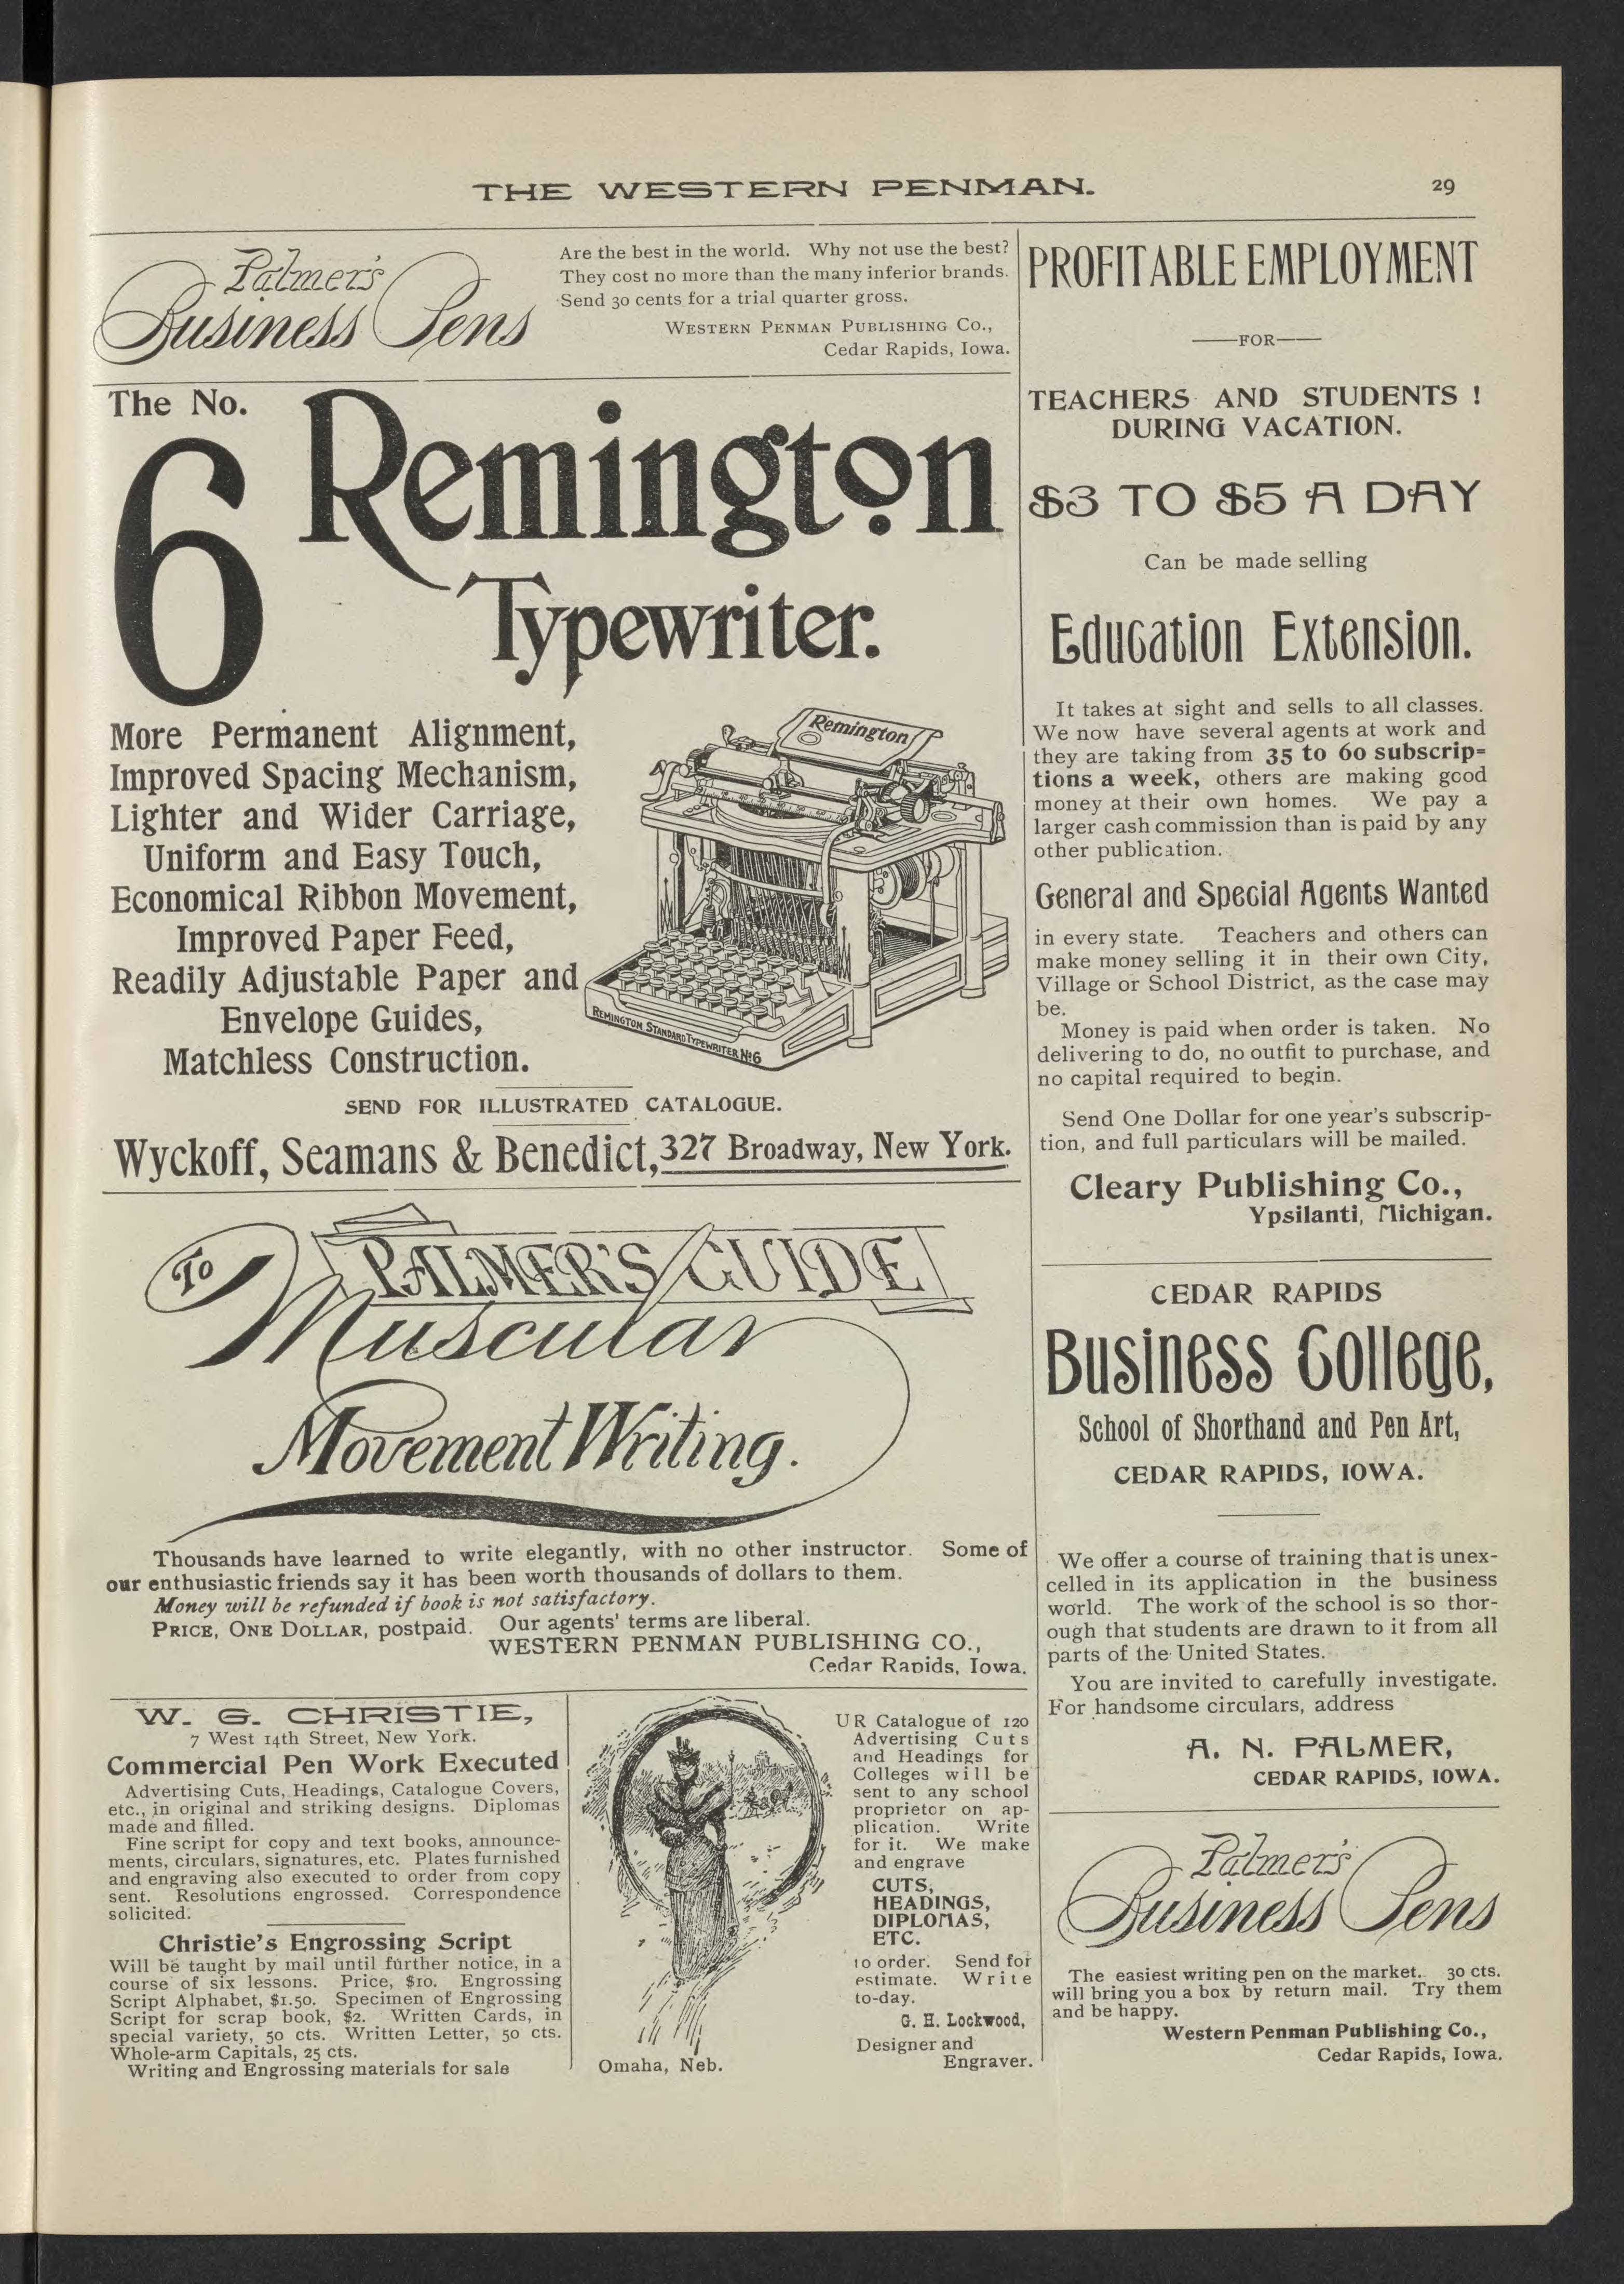 THE WESTERN PENMAN.
29
Palmer's
Business Pens
Are the best in the world. Why not use the best?
They cost no more than the many inferior brands.
Send 30 cents for a trial quarter gross.
WESTERN PENMAN PUBLISHING CO.,
Cedar Rapids, Iowa.
The No.
6
Remington
Typewriter.
More Permanent Alignment,
Improved Spacing Mechanism,
Lighter and Wider Carriage,
Uniform and Easy Touch,
Economical Ribbon Movement,
Improved Paper Feed,
Readily Adjustable Paper and
Envelope Guides,
Matchless Construction.
Remington
REMINGTON STANDARD TYPEWRITER No 6
SEND FOR ILLUSTRATED CATALOGUE.
Wyckoff, Seamans & Benedict, 327 Broadway, New York.
PALMER'S GUIDE
To
Muscular
Movement Writing.
Thousands have learned to write elegantly, with no other instructor. Some of
our enthusiastic friends say it has been worth thousands of dollars to them.
Money will be refunded if book is not satisfactory.
PRICE, ONE DOLLAR, postpaid. Our agents' terms are liberal.
WESTERN PENMAN PUBLISHING CO.,
Cedar Rapids, Iowa.
W. G. CHRISTIE,
7 West 14th Street, New York.
Commercial Pen Work Executed
Advertising Cuts, Headings, Catalogue Covers,
etc., in original and striking designs. Diplomas
made and filled.
Fine script for copy and text books, announce-
ments, circulars, signatures, etc. Plates furnished
and engraving also executed to order from copy
sent. Resolutions engrossed. Correspondence
solicited.
Christie's Engrossing Script
Will be taught by mail until further notice, in a
course of six lessons. Price, $10. Engrossing
Script Alphabet, $1.50. Specimen of Engrossing
Script for scrap book, $2. Written Cards, in
special variety, 50 cts. Written Letter, 50 cts.
Whole-arm Capitals, 25 cts.
Writing and Engrossing materials for sale
UR Catalogue of 120
Advertising Cuts
and Headings for
Colleges will be
sent to any school
proprietor on ap-
plication. Write
for it. We make
and engrave
CUTS,
HEADINGS,
DIPLOMAS,
ETC.
to order. Send for
estimate. Write
to-day.
G. H. Lockwood,
Designer and
Engraver.
Omaha, Neb.
PROFITABLE EMPLOYMENT
FOR
TEACHERS AND STUDENTS !
DURING VACATION.
$3 TO $5 A DAY
Can be made selling
Education Extension.
It takes at sight and sells to all classes.
We now have several agents at work and
they are taking from 35 to 60 subscrip=
tions a week, others are making good
money at their own homes. We pay a
larger cash commission than is paid by any
other publication.
General and Special Agents Wanted
in every state. Teachers and others can
make money selling it in their own City,
Village or School District, as the case may
be.
Money is paid when order is taken. No
delivering to do, no outfit to purchase, and
no capital required to begin.
Send One Dollar for one year's subscrip-
tion, and full particulars will be mailed.
Cleary Publishing Co.,
Ypsilanti, Michigan.
CEDAR RAPIDS
Business College,
School of Shorthand and Pen Art,
CEDAR RAPIDS, IOWA.
We offer a course of training that is unex-
celled in its application in the business
world. The work of the school is so thor-
ough that students are drawn to it from all
parts of the United States.
You are invited to carefully investigate.
For handsome circulars, address
A. N. PALMER,
CEDAR RAPIDS, IOWA.
Palmer's
Business Pens
The easiest writing pen on the market. 30 cts.
will bring you a box by return mail. Try them
and be happy.
Western Penman Publishing Co.,
Cedar Rapids, Iowa.